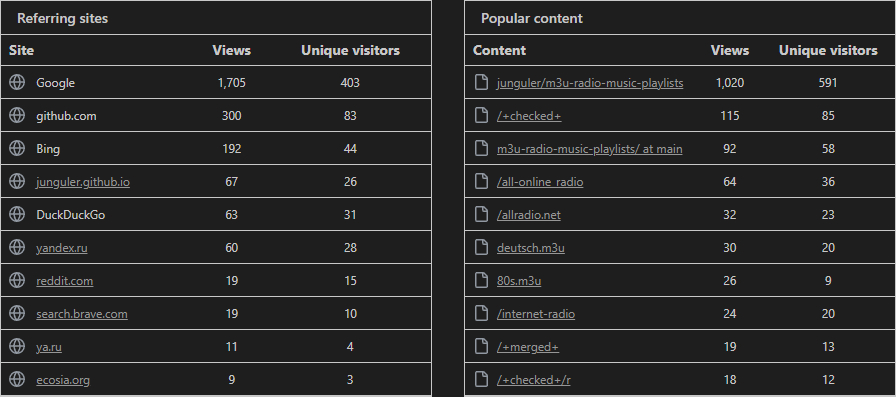 Referring sites
Site Views Unique visitors
Google 1,705 403
github.com 300 83
Bing 192 44
junguler.github.io 67 26
DuckDuckGo 63 31
yandex.ru 60 28
reddit.com 19 15
search.brave.com 19 10
ya.ru 11 4
ecosia.org 9 3
Popular content
Content Views Unique visitors
junguler/m3u-radio-music-playlists 1,020 591
/+checked+ 115 85
m3u-radio-music-playlists/ at main 92 58
/all-online_radio 64 36
/allradio.net 32 23
deutsch.m3u 30 20
80s.m3u 26 9
/internet-radio 24 20
/+merged+ 19 13
/+checked+/r 18 12